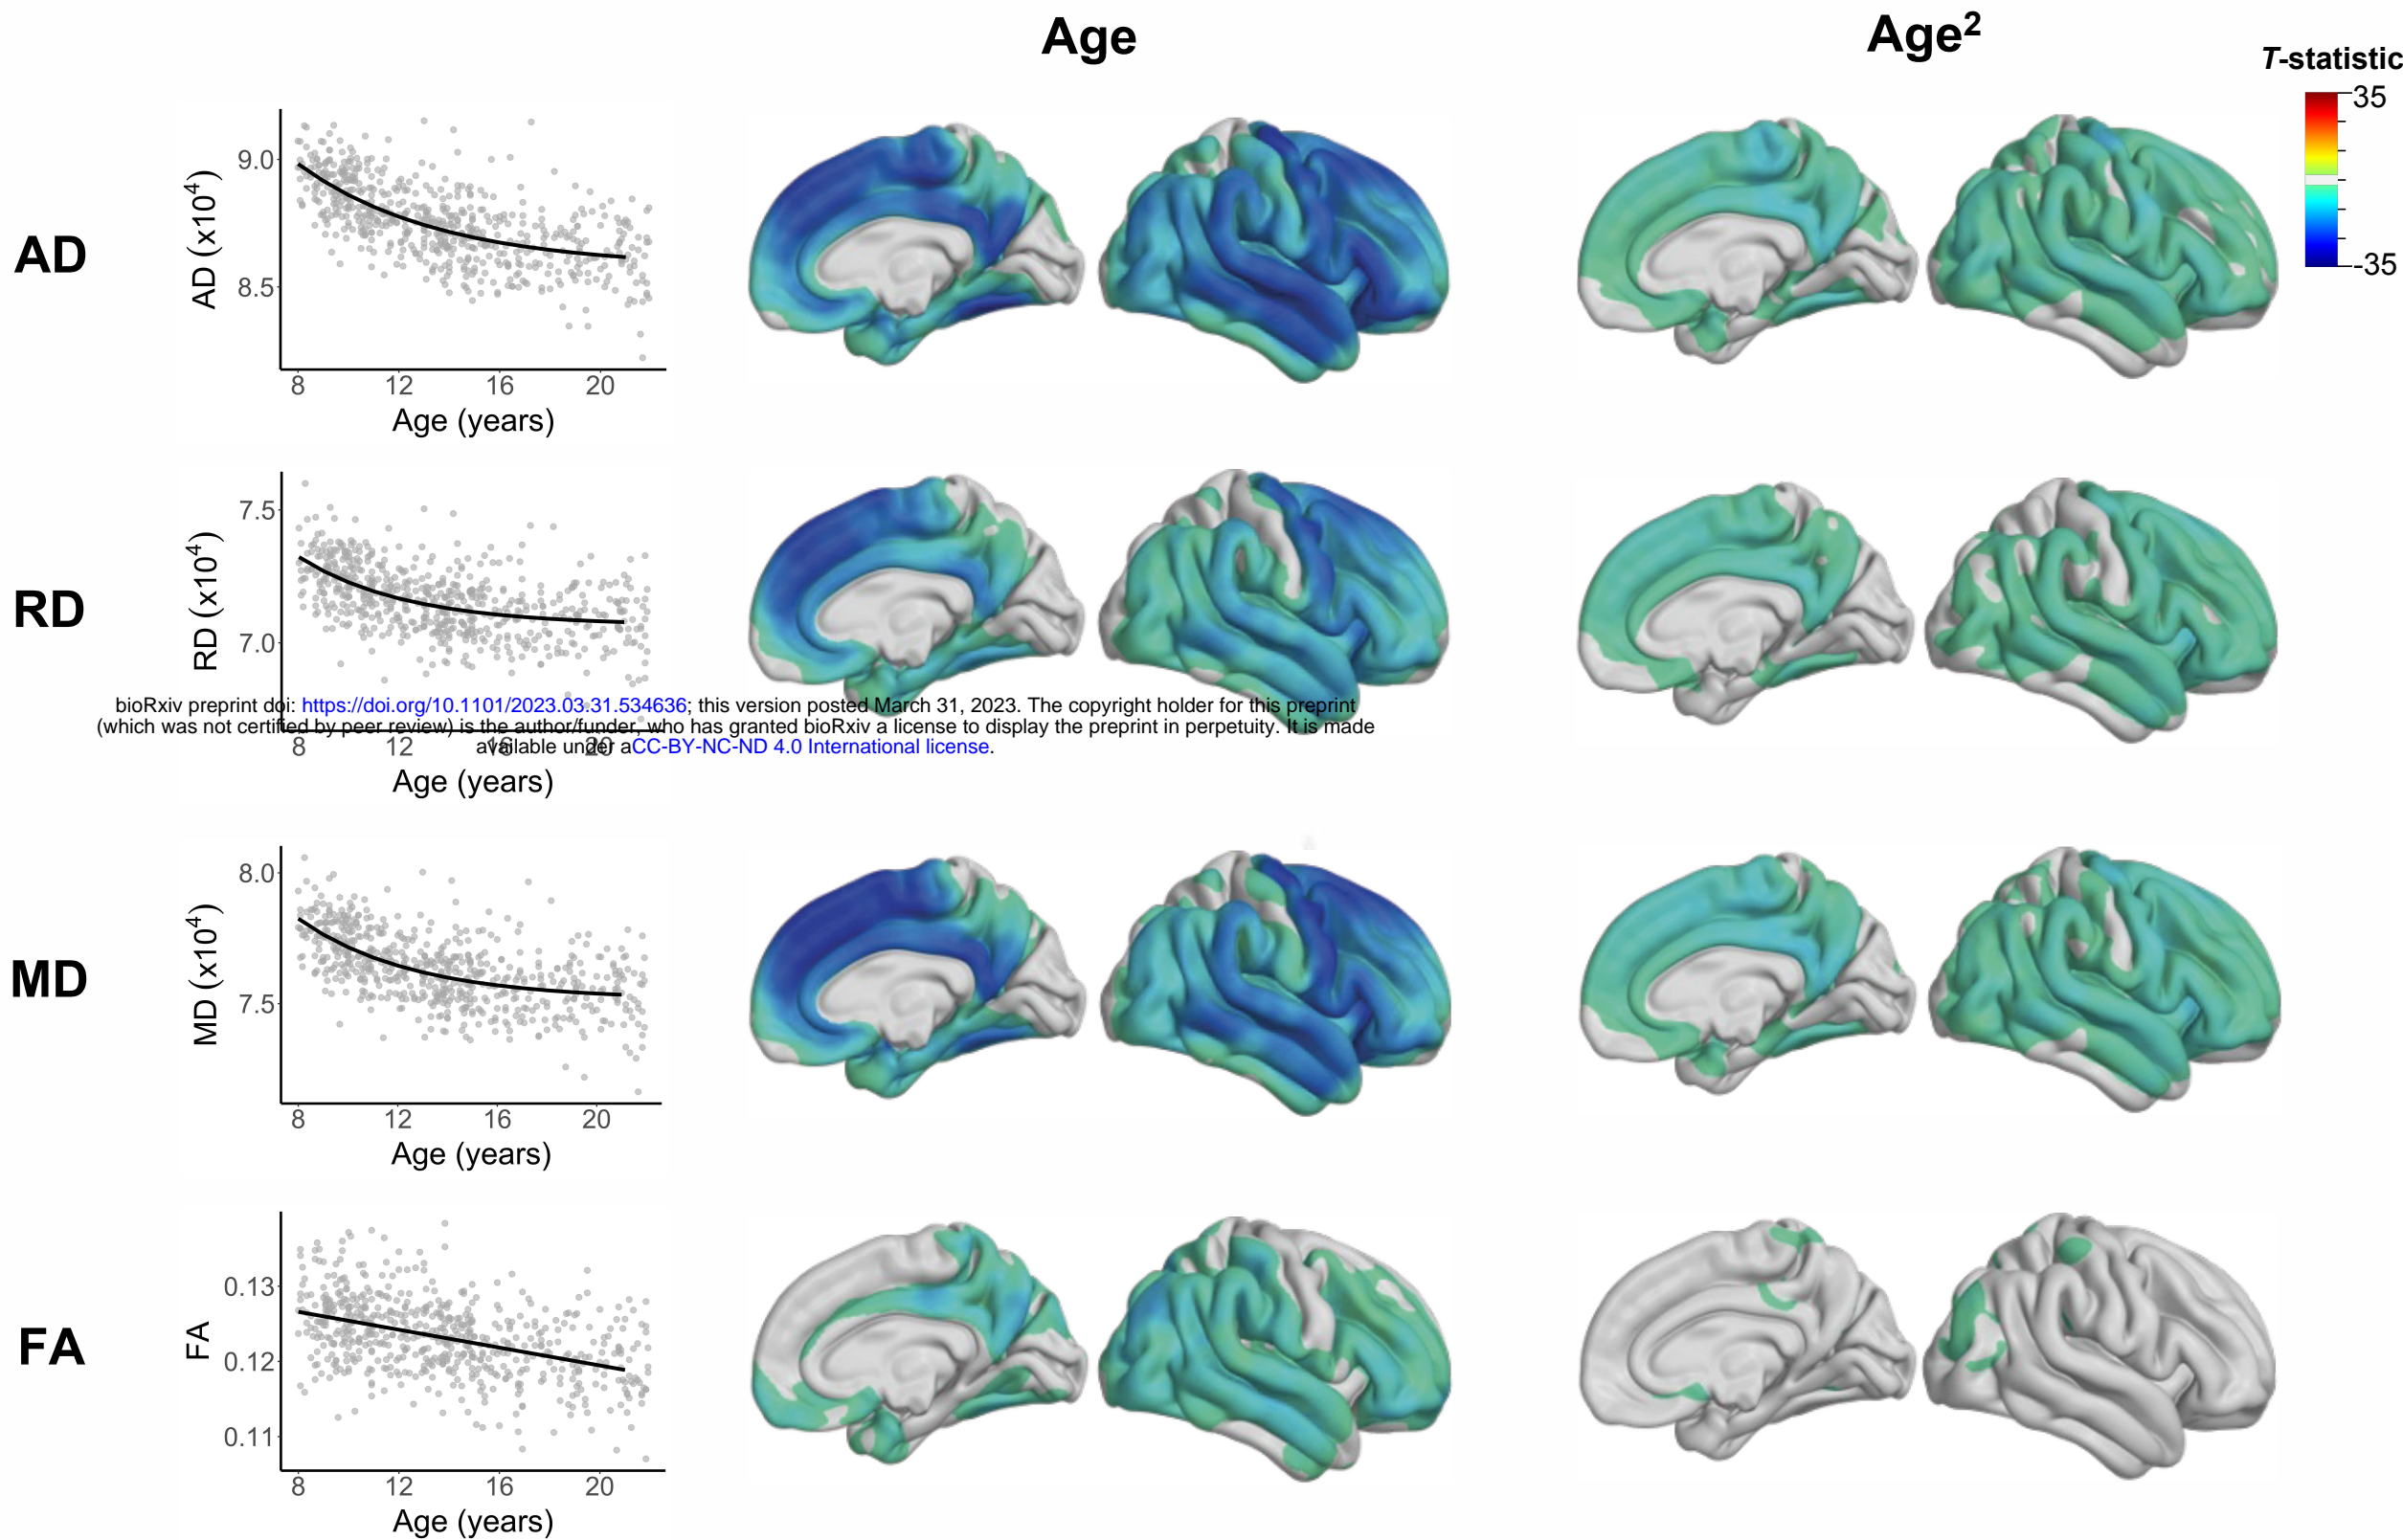 Age
Age²
T-statistic
35
-35
AD
AD (x10⁴)
9.0
8.5
8 12 16 20
Age (years)
RD
RD (x10⁴)
7.5
7.0
bioRxiv preprint doi: https://doi.org/10.1101/2023.03.31.534636; this version posted March 31, 2023. The copyright holder for this preprint
(which was not certified by peer review) is the author/funder, who has granted bioRxiv a license to display the preprint in perpetuity. It is made
available under aCC-BY-NC-ND 4.0 International license.
8 12 16 20
Age (years)
MD
MD (x10⁴)
8.0
7.5
8 12 16 20
Age (years)
FA
FA
0.13
0.12
0.11
8 12 16 20
Age (years)